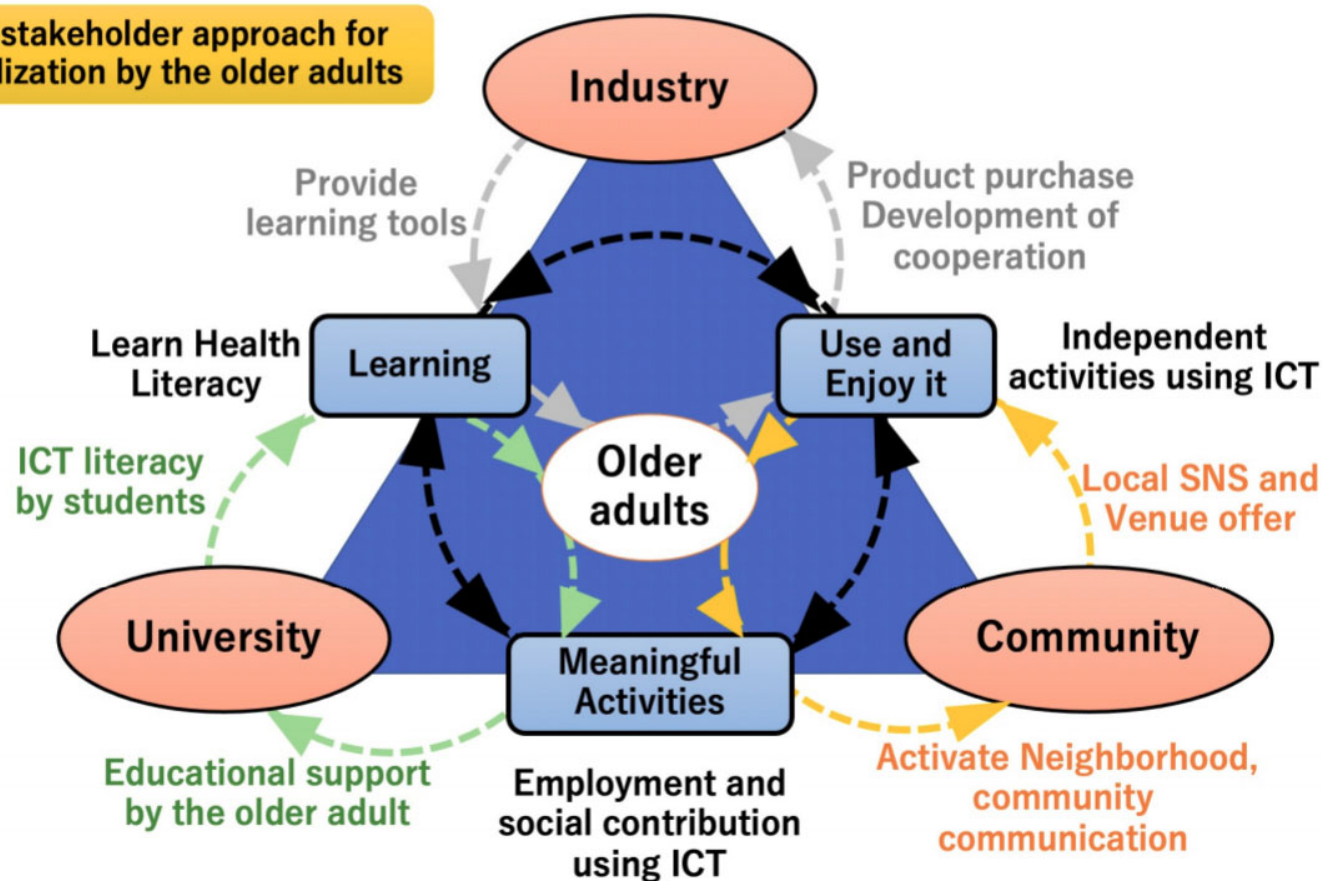 stakeholder approach for
by the older adults
Industry
Provide
learning tools
Product purchase
Development of
cooperation
Learn Health
Literacy
Learning
Use and
Enjoy it
Independent
activities using ICT
ICT literacy
by students
Older
adults
Local SNS and
Venue offer
University
Community
Meaningful
Activities
Educational support
by the older adult
Employment and
social contribution
using ICT
Activate Neighborhood,
community
communication